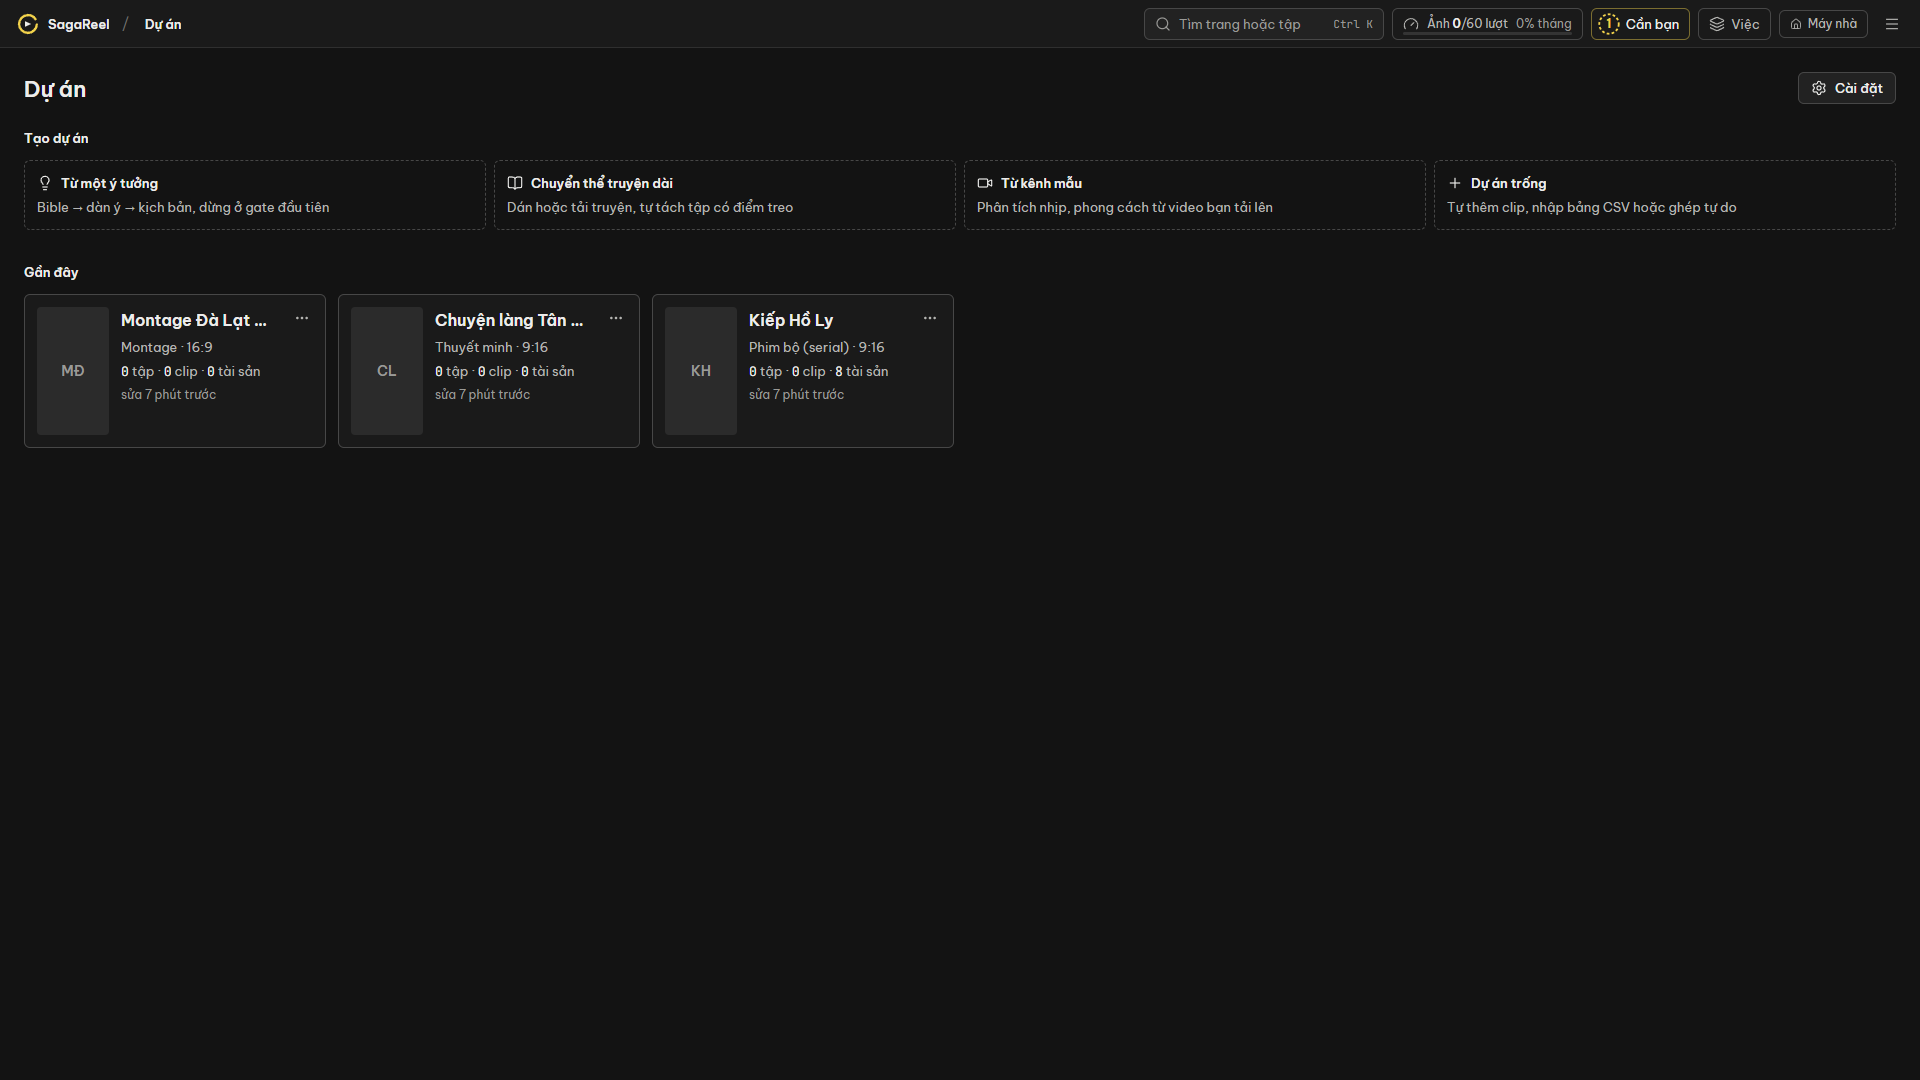 SagaReel / Dự án
Tìm trang hoặc tập Ctrl K
Ảnh 0/60 lượt 0% tháng
1 Cần bạn
Việc
Máy nhà
Dự án
Cài đặt
Tạo dự án
Từ một ý tưởng
Bible → dàn ý → kịch bản, dừng ở gate đầu tiên
Chuyển thể truyện dài
Dán hoặc tải truyện, tự tách tập có điểm treo
Từ kênh mẫu
Phân tích nhịp, phong cách từ video bạn tải lên
Dự án trống
Tự thêm clip, nhập bảng CSV hoặc ghép tự do
Gần đây
MĐ
Montage Đà Lạt ...
Montage · 16:9
0 tập · 0 clip · 0 tài sản
sửa 7 phút trước
CL
Chuyện làng Tân ...
Thuyết minh · 9:16
0 tập · 0 clip · 0 tài sản
sửa 7 phút trước
KH
Kiếp Hồ Ly
Phim bộ (serial) · 9:16
0 tập · 0 clip · 8 tài sản
sửa 7 phút trước